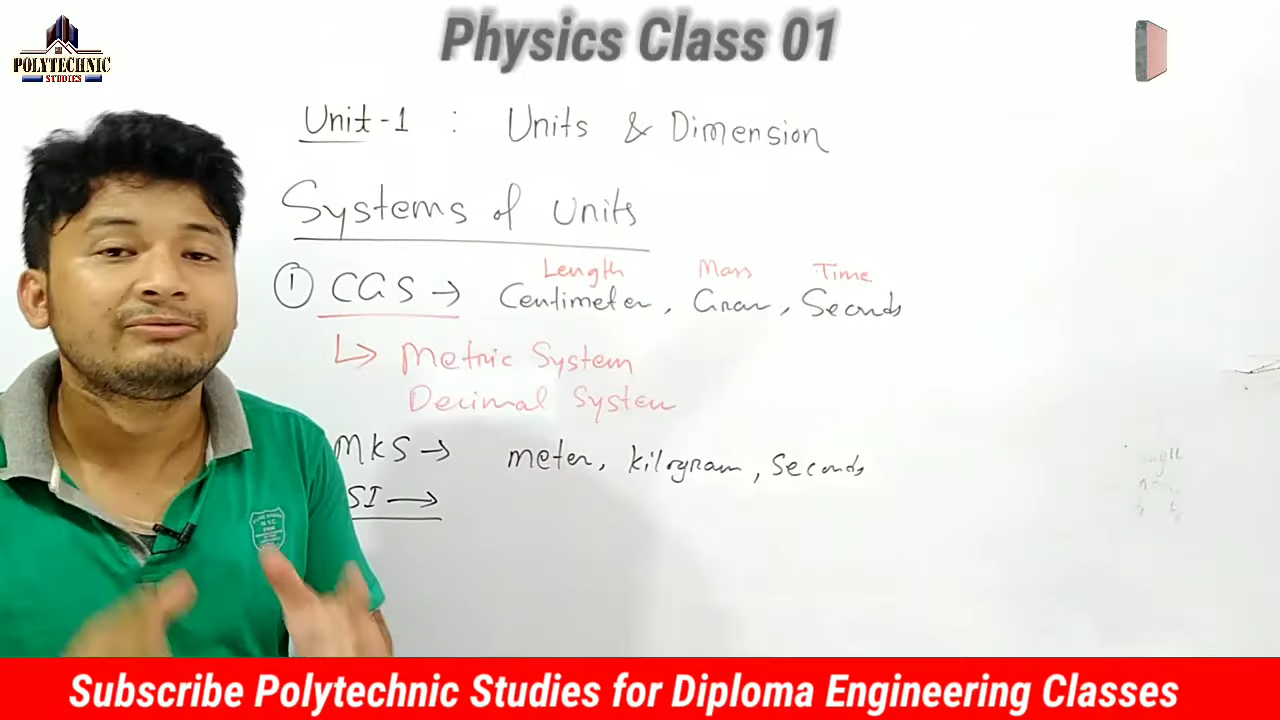 Physics Class 01
POLYTECHNIC
STUDIES
Unit-1 : Units & Dimension
Systems of Units
Length Mass Time
① CGS → Centimeter, Gram, Seconds
↳ Metric System
Decimal System
MKS → meter, kilogram, Seconds
SI →
Subscribe Polytechnic Studies for Diploma Engineering Classes